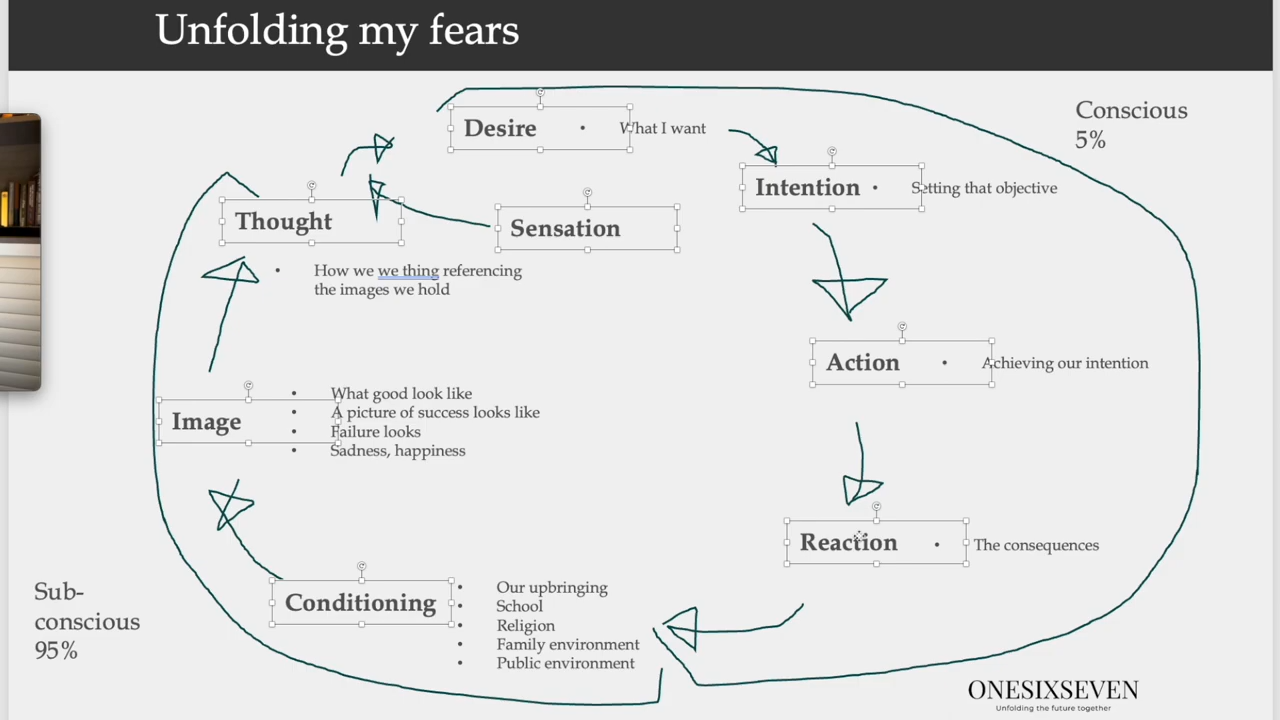 Unfolding my fears
Conscious
5%
Desire
• What I want
Intention
• Setting that objective
Thought
Sensation
• How we we thing referencing
the images we hold
Action
• Achieving our intention
Image
• What good look like
• A picture of success looks like
• Failure looks
• Sadness, happiness
Reaction
• The consequences
Sub-
conscious
95%
Conditioning
• Our upbringing
• School
• Religion
• Family environment
• Public environment
ONESIXSEVEN
Unfolding the future together